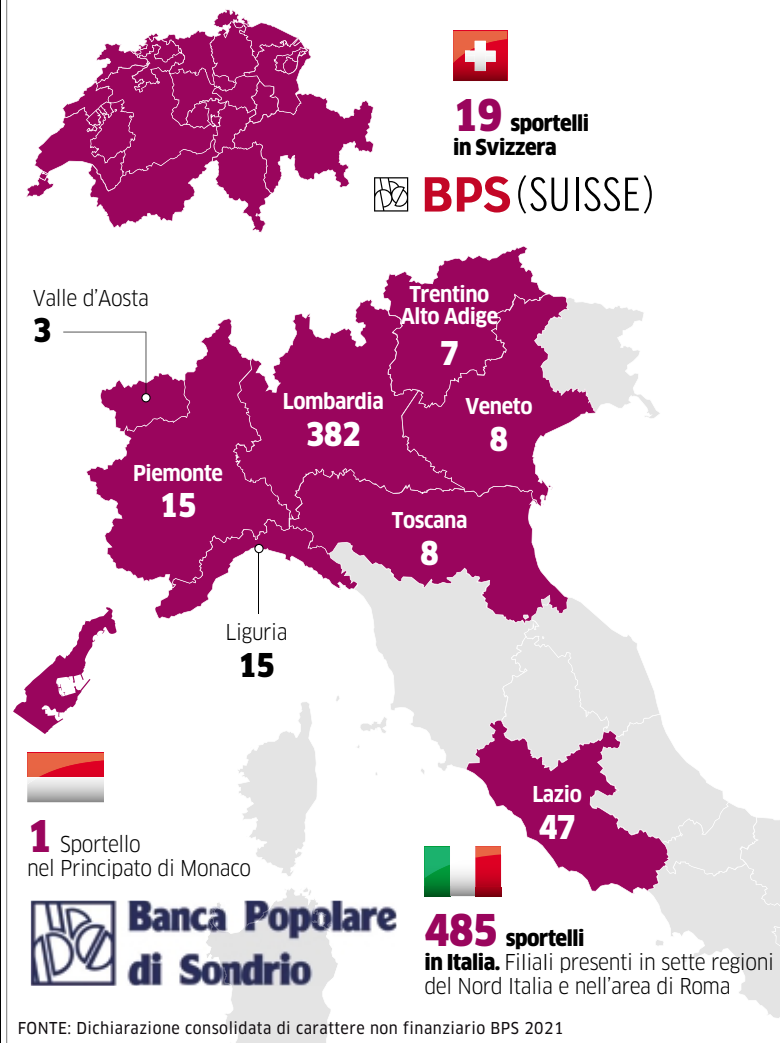 19 sportelli
in Svizzera
BPS (SUISSE)
Valle d'Aosta
3
Trentino
Alto Adige
7
Lombardia
382
Veneto
8
Piemonte
15
Toscana
8
Liguria
15
Lazio
47
1 Sportello
nel Principato di Monaco
Banca Popolare
di Sondrio
485 sportelli
in Italia. Filiali presenti in sette regioni
del Nord Italia e nell'area di Roma
FONTE: Dichiarazione consolidata di carattere non finanziario BPS 2021